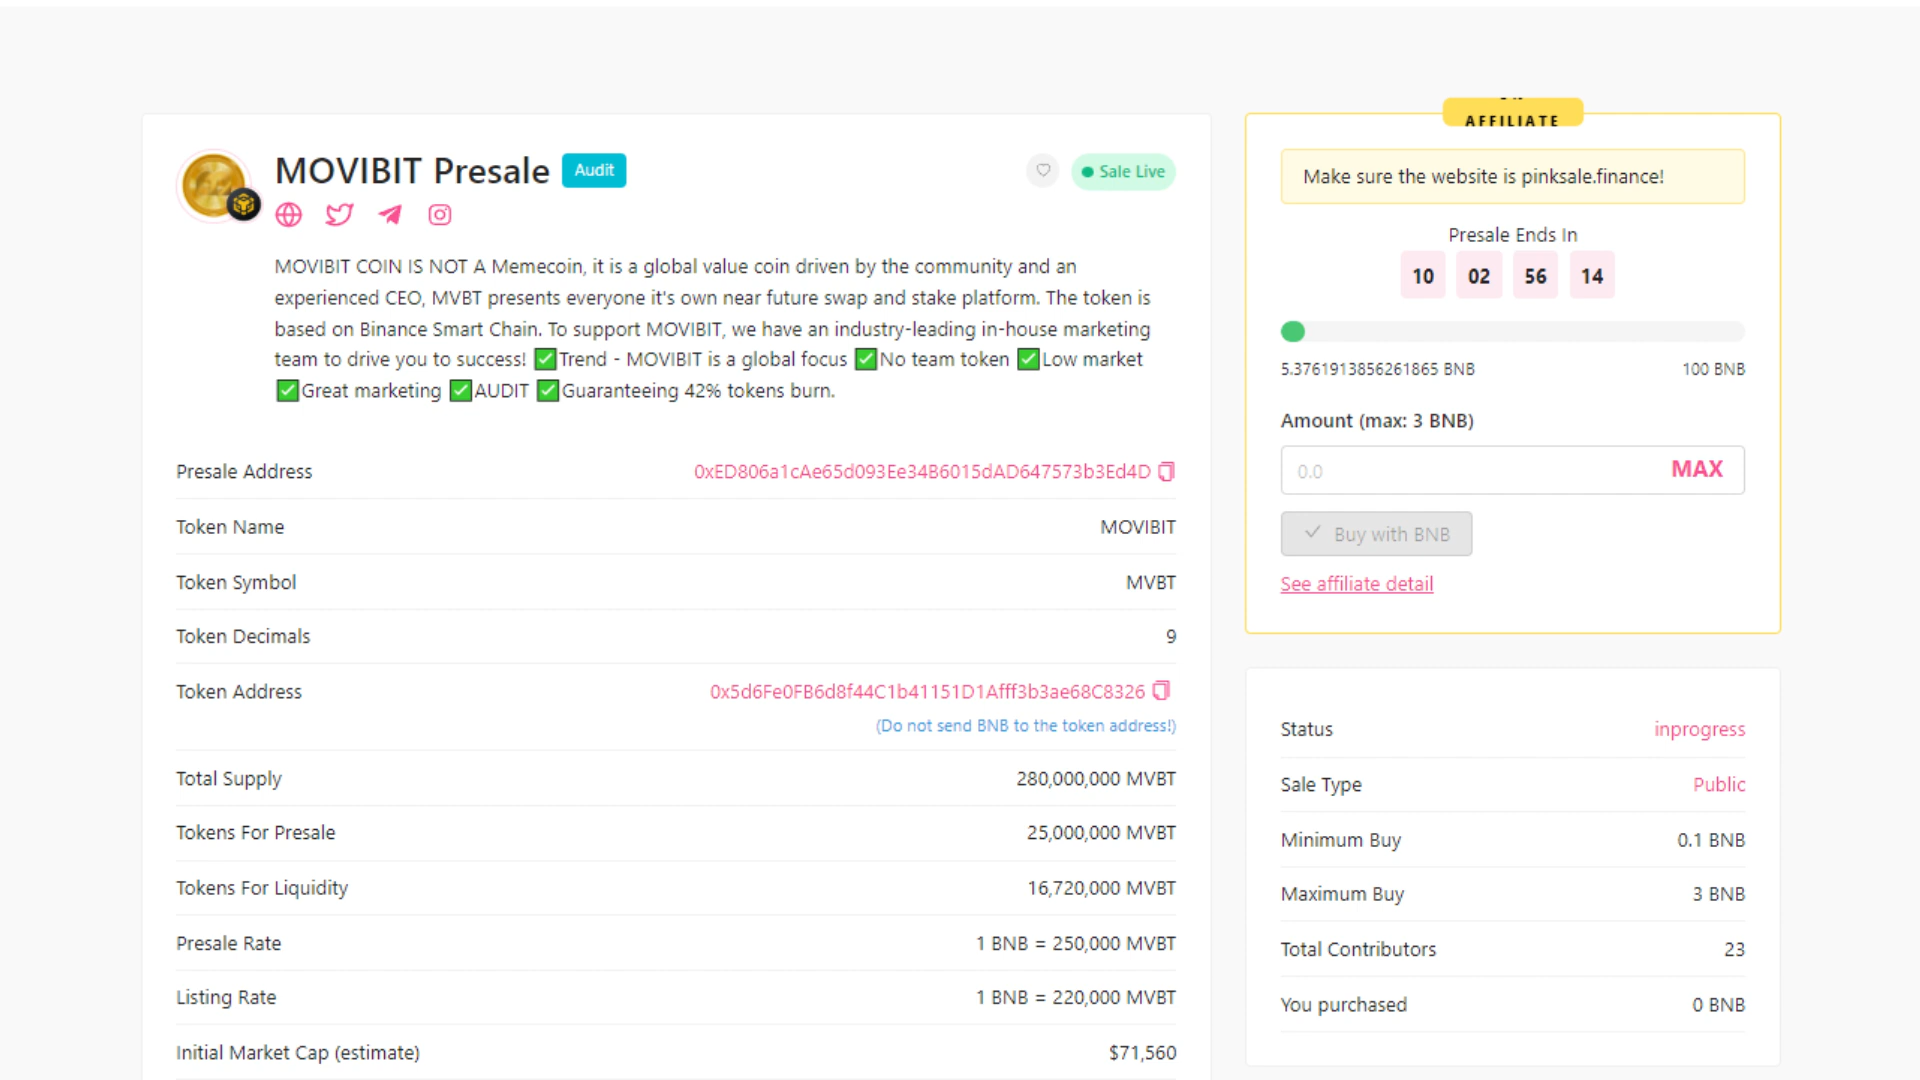 MOVIBIT Presale
Audit
Sale Live
MOVIBIT COIN IS NOT A Memecoin, it is a global value coin driven by the community and an
experienced CEO, MVBT presents everyone it's own near future swap and stake platform. The token is
based on Binance Smart Chain. To support MOVIBIT, we have an industry-leading in-house marketing
team to drive you to success! ✅Trend - MOVIBIT is a global focus ✅No team token ✅Low market
✅Great marketing ✅AUDIT ✅Guaranteeing 42% tokens burn.
Presale Address 0xED806a1cAe65d093Ee34B6015dAD647573b3Ed4D
Token Name MOVIBIT
Token Symbol MVBT
Token Decimals 9
Token Address 0x5d6Fe0FB6d8f44C1b41151D1Afff3b3ae68C8326
(Do not send BNB to the token address!)
Total Supply 280,000,000 MVBT
Tokens For Presale 25,000,000 MVBT
Tokens For Liquidity 16,720,000 MVBT
Presale Rate 1 BNB = 250,000 MVBT
Listing Rate 1 BNB = 220,000 MVBT
Initial Market Cap (estimate) $71,560
AFFILIATE
Make sure the website is pinksale.finance!
Presale Ends In
10 02 56 14
5.3761913856261865 BNB 100 BNB
Amount (max: 3 BNB)
0.0 MAX
Buy with BNB
See affiliate detail
Status inprogress
Sale Type Public
Minimum Buy 0.1 BNB
Maximum Buy 3 BNB
Total Contributors 23
You purchased 0 BNB